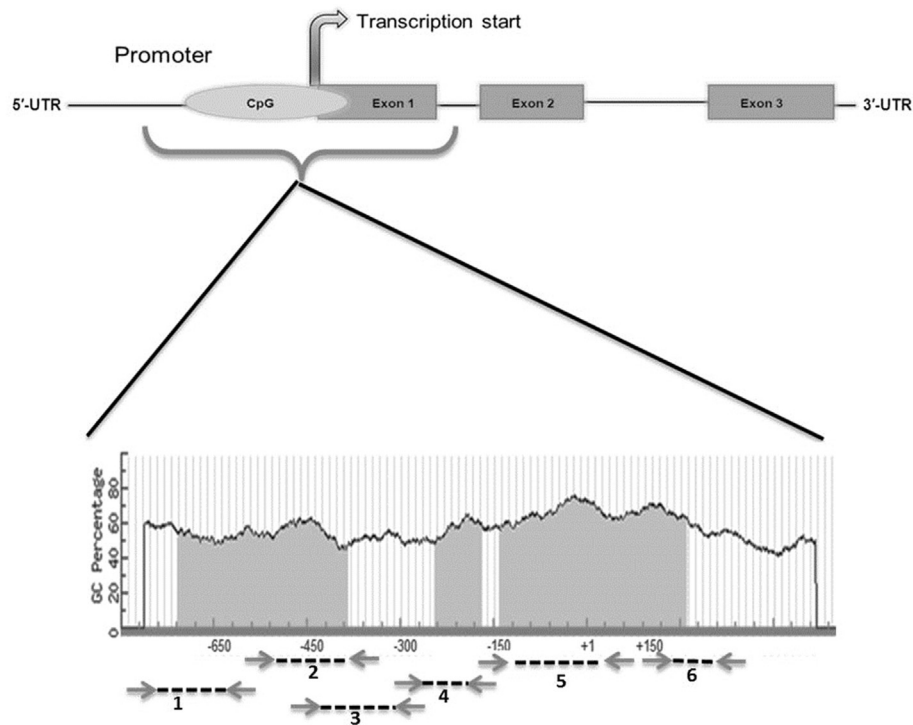 Transcription start
Promoter
5′-UTR CpG Exon 1 Exon 2 Exon 3 3′-UTR
GC Percentage
80
60
40
20
0
-650 -450 -300 -150 +1 +150
1 2 3 4 5 6